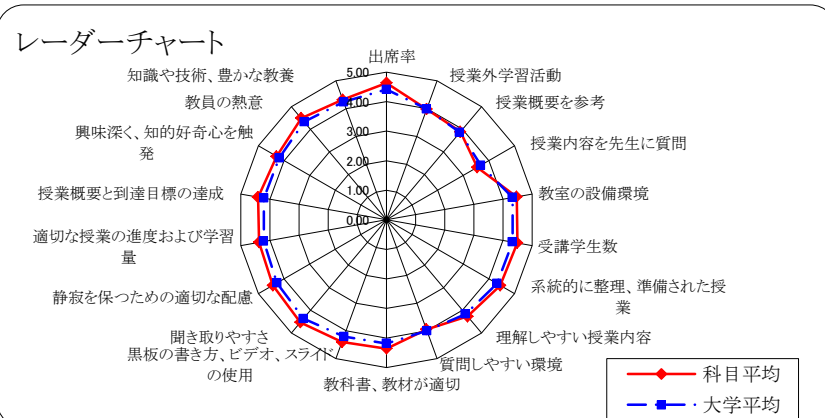 レーダーチャート
出席率
授業外学習活動
授業概要を参考
授業内容を先生に質問
教室の設備環境
受講学生数
系統的に整理、準備された授
業
理解しやすい授業内容
質問しやすい環境
教科書、教材が適切
黒板の書き方、ビデオ、スライド
の使用
聞き取りやすさ
静寂を保つための適切な配慮
適切な授業の進度および学習
量
授業概要と到達目標の達成
興味深く、知的好奇心を触
発
教員の熱意
知識や技術、豊かな教養
5.00
4.00
3.00
2.00
1.00
0.00
科目平均
大学平均